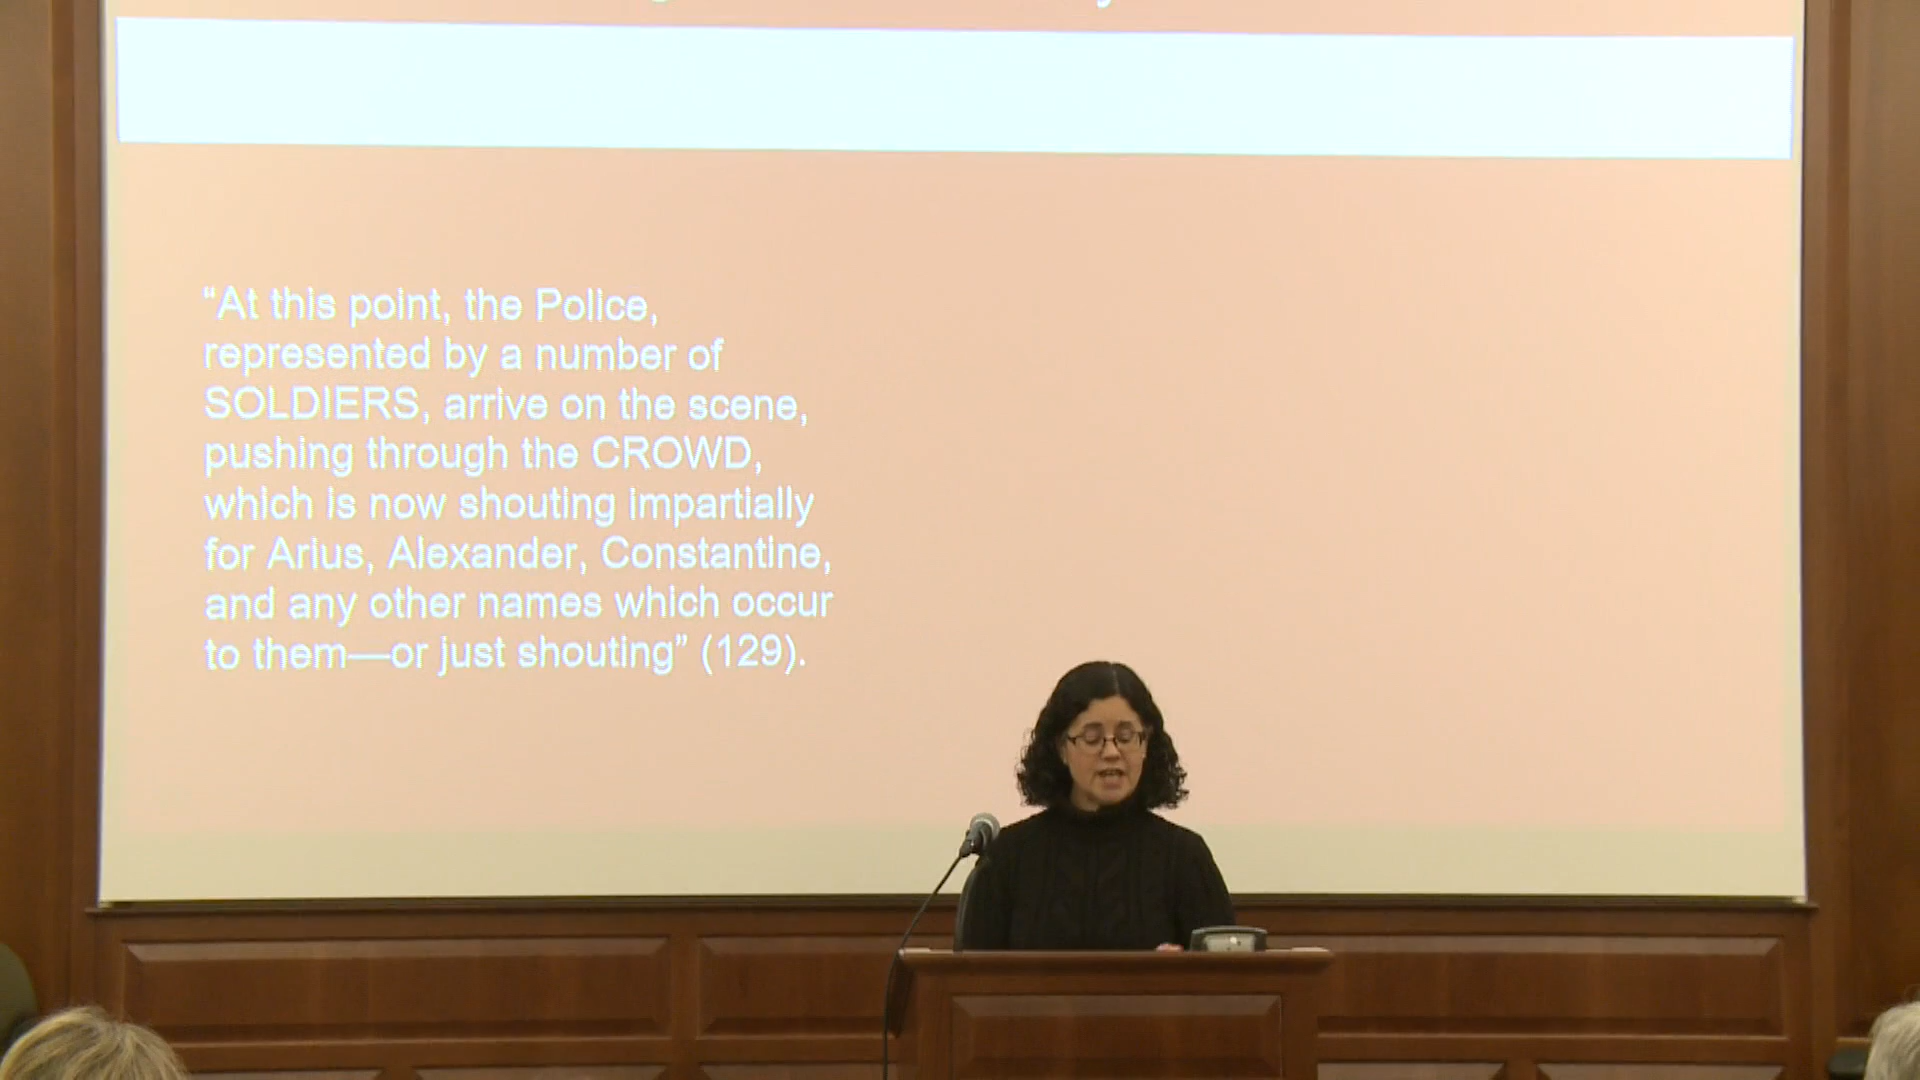 “At this point, the Police,
represented by a number of
SOLDIERS, arrive on the scene,
pushing through the CROWD,
which is now shouting impartially
for Arius, Alexander, Constantine,
and any other names which occur
to them—or just shouting” (129).